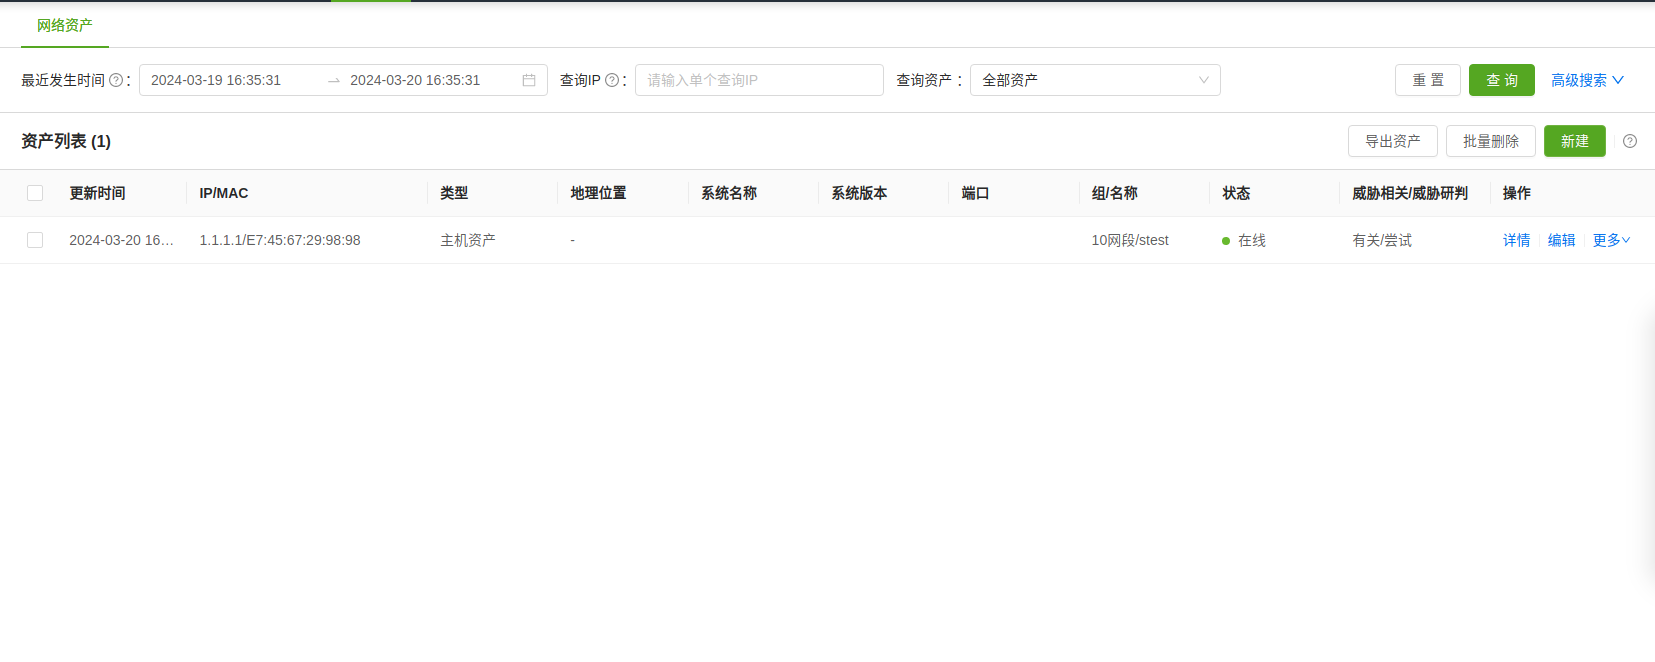 网络资产
最近发生时间 ? : 2024-03-19 16:35:31 → 2024-03-20 16:35:31 查询IP ? : 请输入单个查询IP 查询资产 : 全部资产 重 置 查 询 高级搜索
资产列表 (1) 导出资产 批量删除 新建 ?
更新时间 IP/MAC 类型 地理位置 系统名称 系统版本 端口 组/名称 状态 威胁相关/威胁研判 操作
2024-03-20 16... 1.1.1.1/E7:45:67:29:98:98 主机资产 - 10网段/stest 在线 有关/尝试 详情 编辑 更多